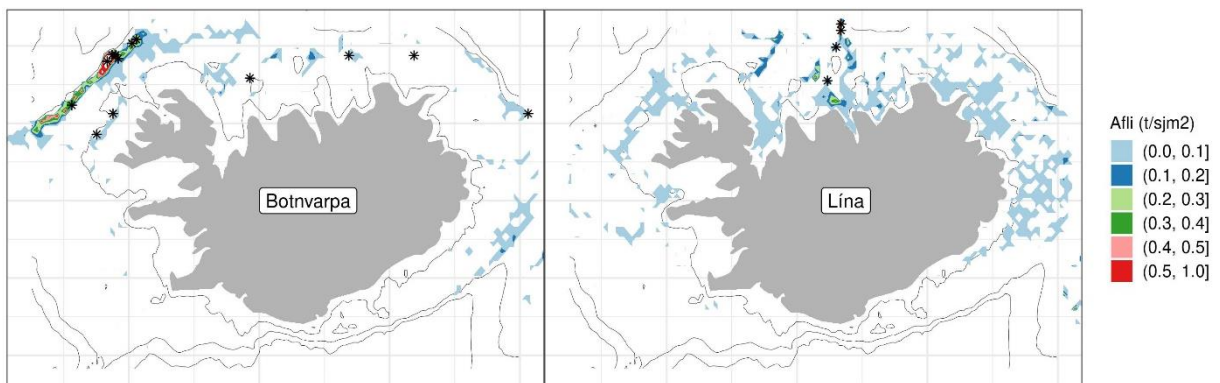 Botnvarpa
Lína
Afli (t/sjm2)
(0.0, 0.1]
(0.1, 0.2]
(0.2, 0.3]
(0.3, 0.4]
(0.4, 0.5]
(0.5, 1.0]